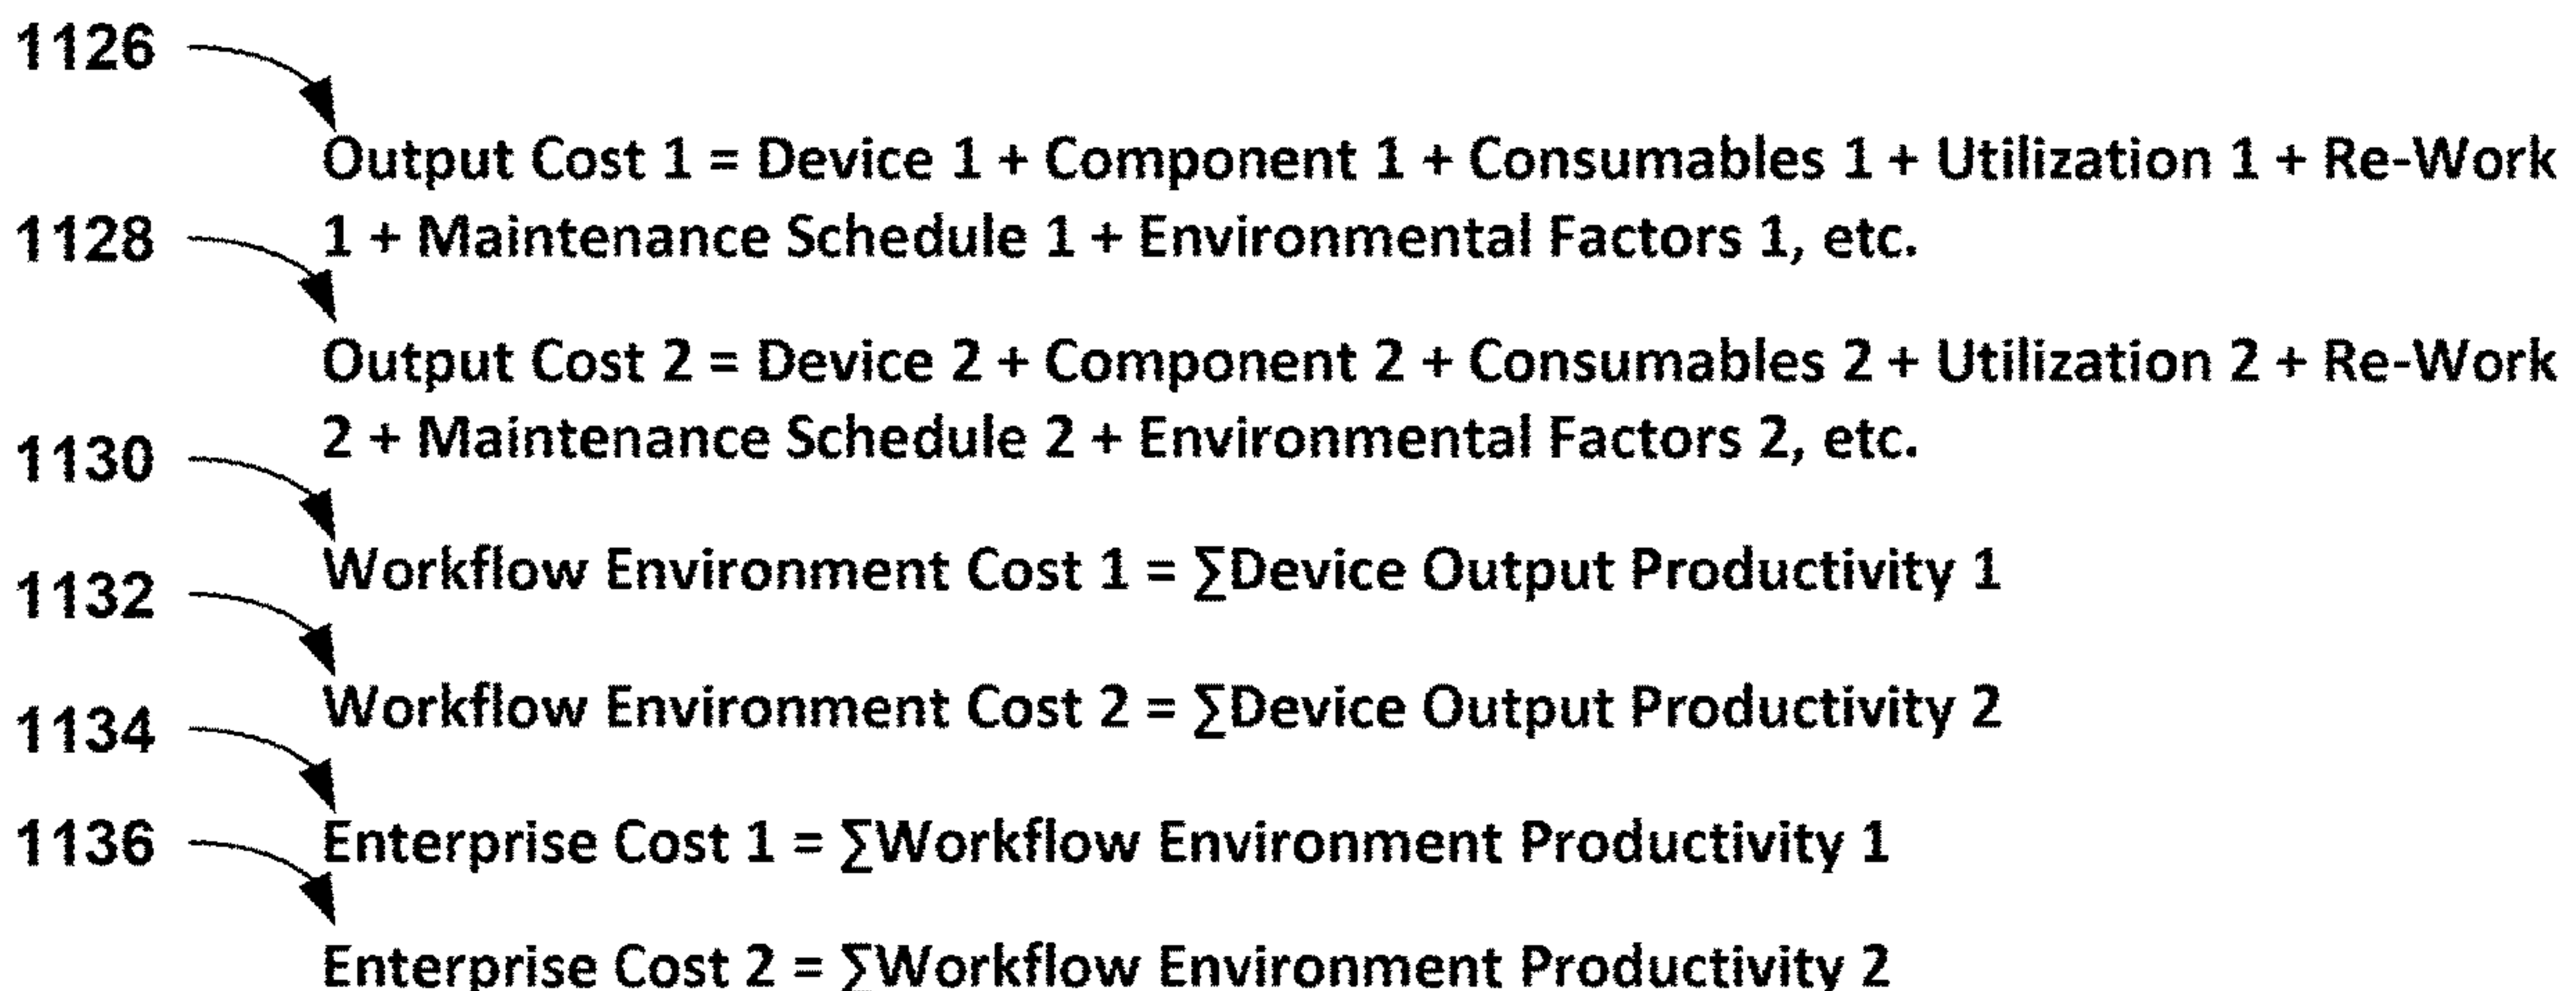 1126
Output Cost 1 = Device 1 + Component 1 + Consumables 1 + Utilization 1 + Re-Work
1128
1 + Maintenance Schedule 1 + Environmental Factors 1, etc.
Output Cost 2 = Device 2 + Component 2 + Consumables 2 + Utilization 2 + Re-Work
2 + Maintenance Schedule 2 + Environmental Factors 2, etc.
1130
Workflow Environment Cost 1 = ∑Device Output Productivity 1
1132
Workflow Environment Cost 2 = ∑Device Output Productivity 2
1134
Enterprise Cost 1 = ∑Workflow Environment Productivity 1
1136
Enterprise Cost 2 = ∑Workflow Environment Productivity 2